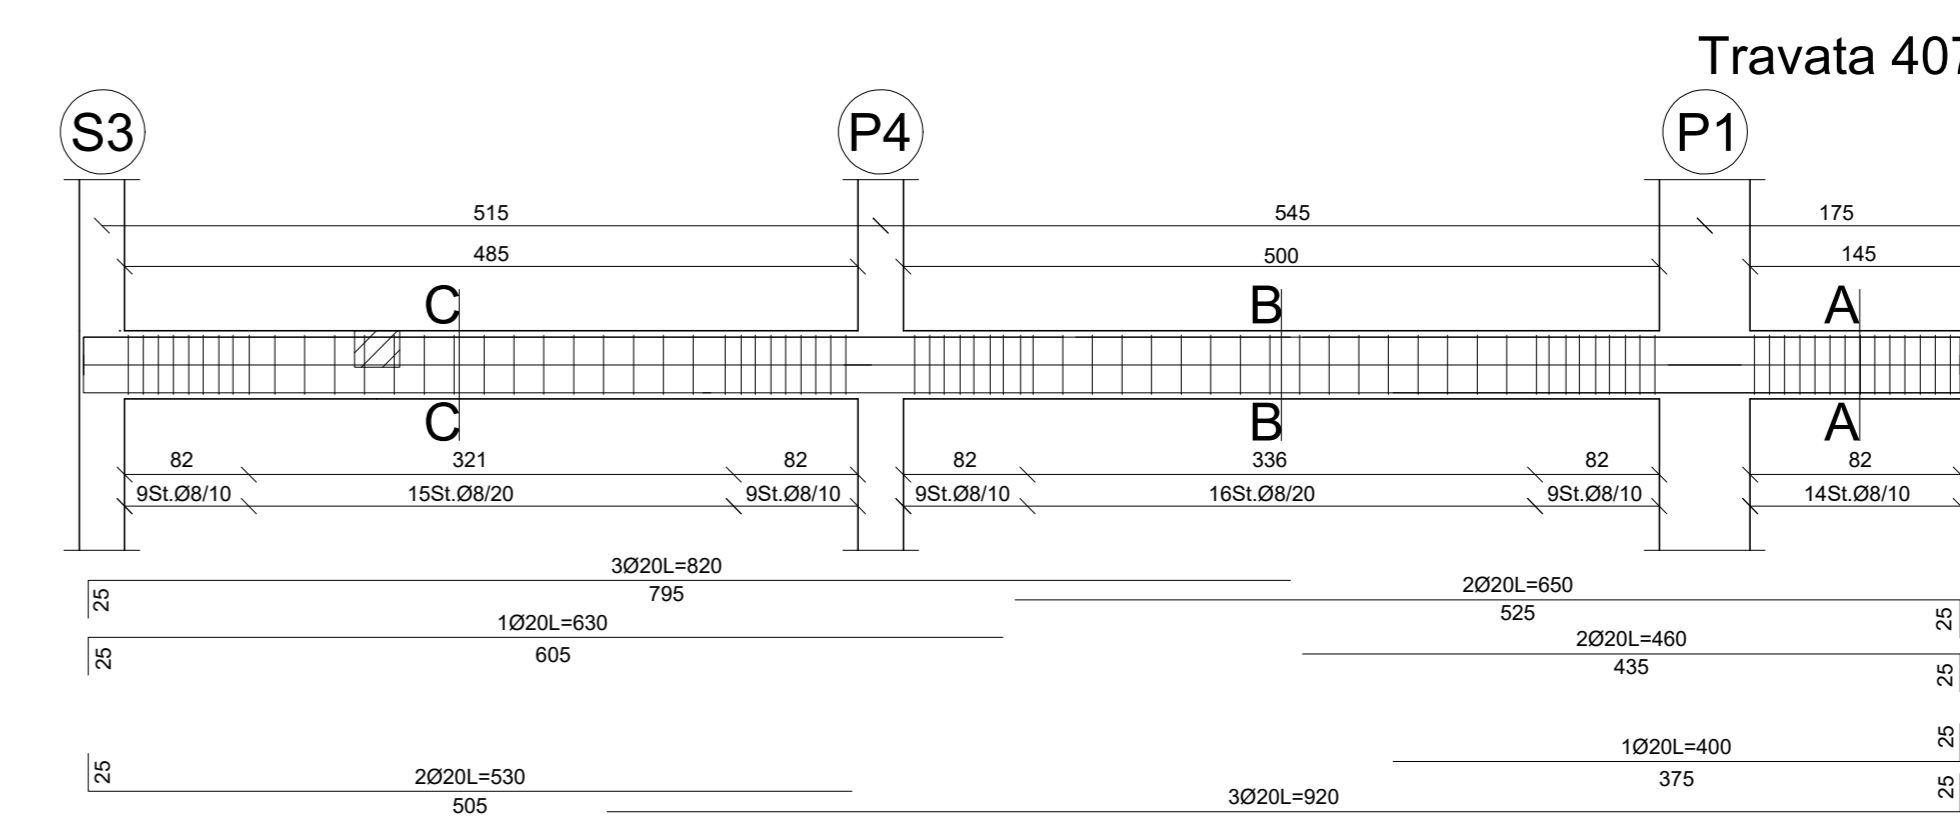 Travata 407
S3 P4 P1
515 545 175
485 500 145
C B A
C B A
82 321 82 82 336 82 82
9St.Ø8/10 15St.Ø8/20 9St.Ø8/10 9St.Ø8/10 16St.Ø8/20 9St.Ø8/10 14St.Ø8/10
3Ø20L=820
25 795
2Ø20L=650
525 25
1Ø20L=630
25 605
2Ø20L=460
435 25
1Ø20L=400 25
375
25 2Ø20L=530
505
3Ø20L=920 25